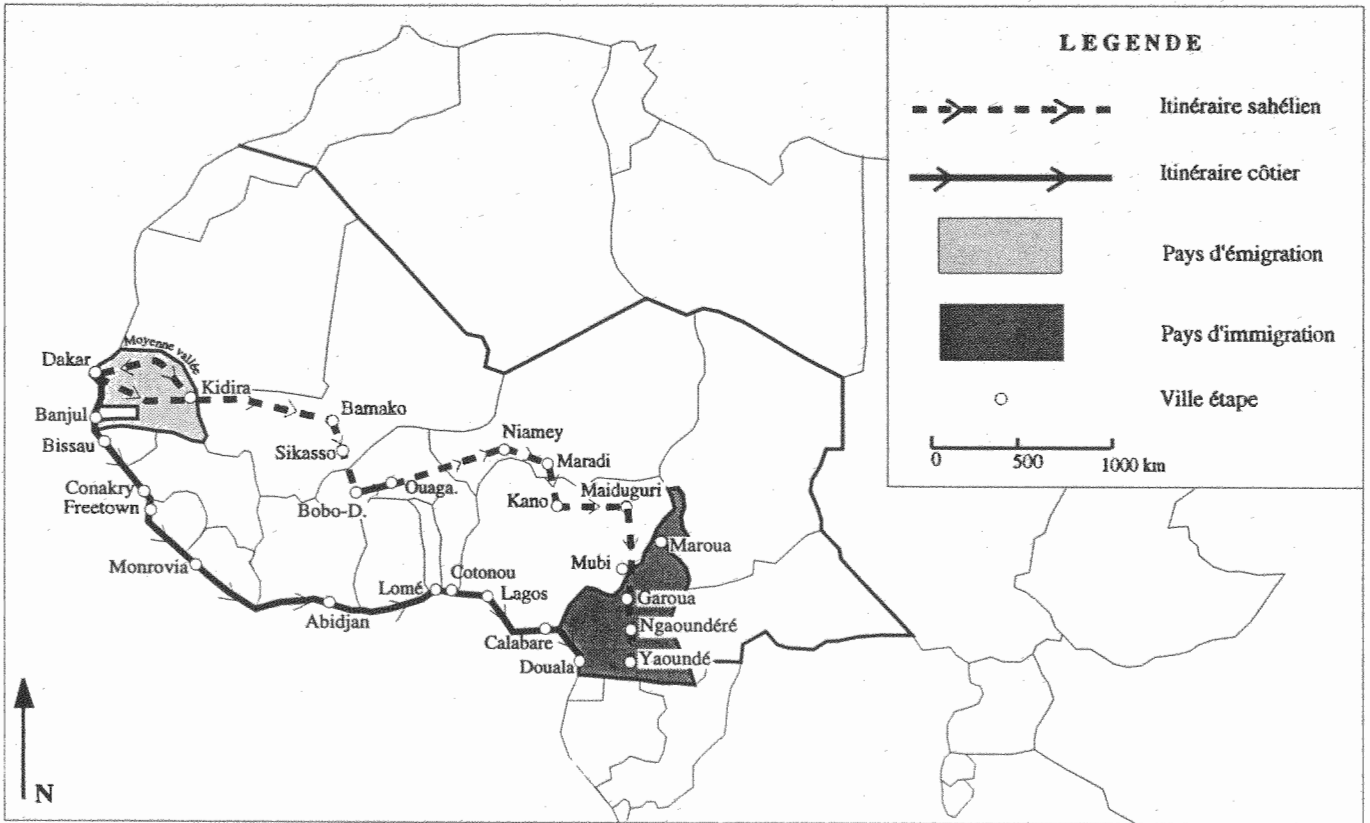 LEGENDE
Itinéraire sahélien
Itinéraire côtier
Pays d'émigration
Pays d'immigration
Ville étape
0 500 1000 km
Moyenne vallée
Dakar
Kidira
Banjul
Bamako
Bissau
Sikasso
Niamey
Maradi
Conakry
Ouaga.
Kano
Maiduguri
Freetown
Bobo-D.
Maroua
Monrovia
Mubi
Lomé
Cotonou
Lagos
Garoua
Abidjan
Ngaoundéré
Calabare
Douala
Yaoundé
N